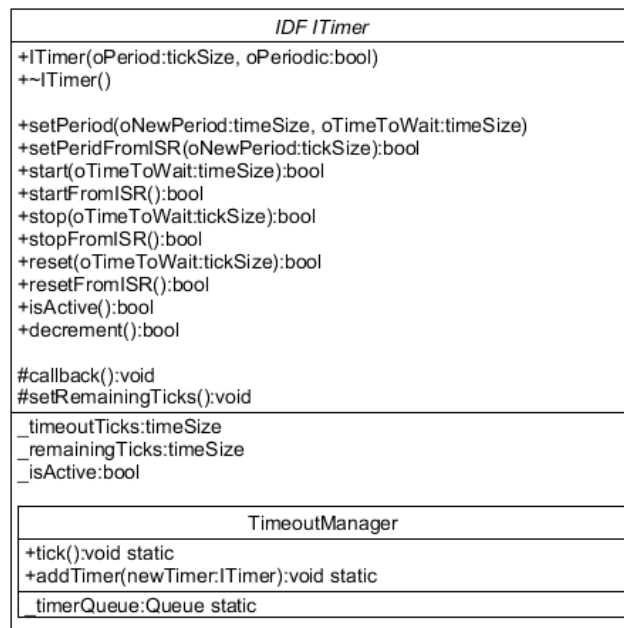 IDF ITimer
+ITimer(oPeriod:tickSize, oPeriodic:bool)
+~ITimer()
+setPeriod(oNewPeriod:timeSize, oTimeToWait:timeSize)
+setPeridFromISR(oNewPeriod:tickSize):bool
+start(oTimeToWait:timeSize):bool
+startFromISR():bool
+stop(oTimeToWait:tickSize):bool
+stopFromISR():bool
+reset(oTimeToWait:tickSize):bool
+resetFromISR():bool
+isActive():bool
+decrement():bool
#callback():void
#setRemainingTicks():void
_timeoutTicks:timeSize
_remainingTicks:timeSize
_isActive:bool
TimeoutManager
+tick():void static
+addTimer(newTimer:ITimer):void static
_timerQueue:Queue static